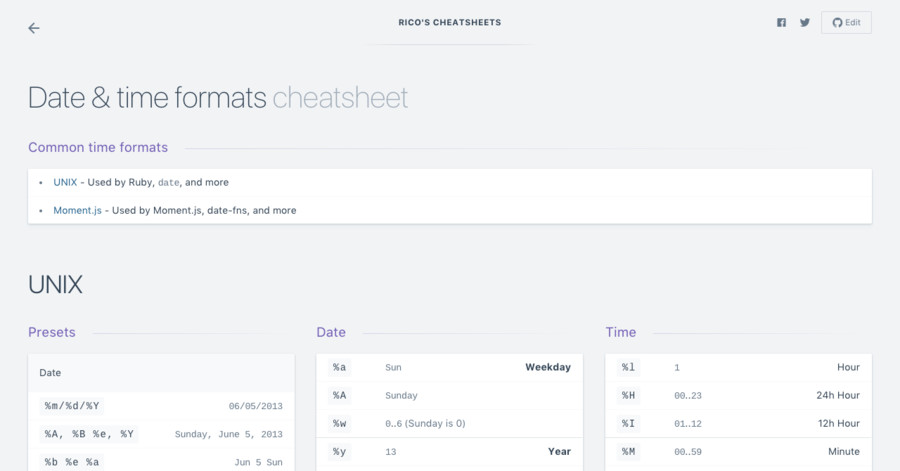 RICO'S CHEATSHEETS
Edit
Date & time formats cheatsheet
Common time formats
• UNIX - Used by Ruby, date, and more
• Moment.js - Used by Moment.js, date-fns, and more
UNIX
Presets
Date
%m/%d/%Y 06/05/2013
%A, %B %e, %Y Sunday, June 5, 2013
%b %e %a Jun 5 Sun
Date
%a Sun Weekday
%A Sunday
%w 0..6 (Sunday is 0)
%y 13 Year
Time
%l 1 Hour
%H 00..23 24h Hour
%I 01..12 12h Hour
%M 00..59 Minute